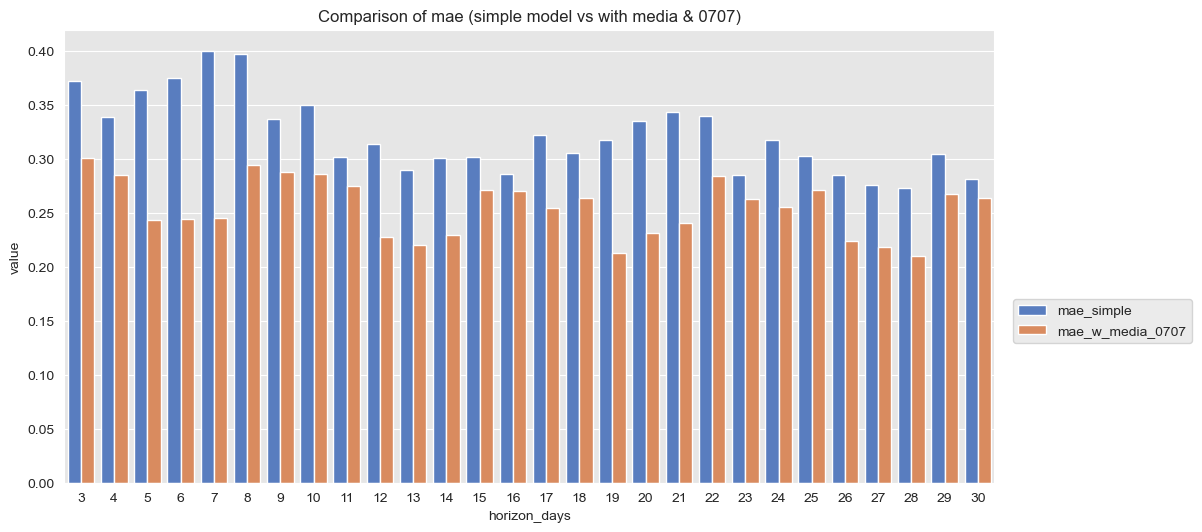 Comparison of mae (simple model vs with media & 0707)
value
0.40
0.35
0.30
0.25
0.20
0.15
0.10
0.05
0.00
3 4 5 6 7 8 9 10 11 12 13 14 15 16 17 18 19 20 21 22 23 24 25 26 27 28 29 30
horizon_days
mae_simple
mae_w_media_0707